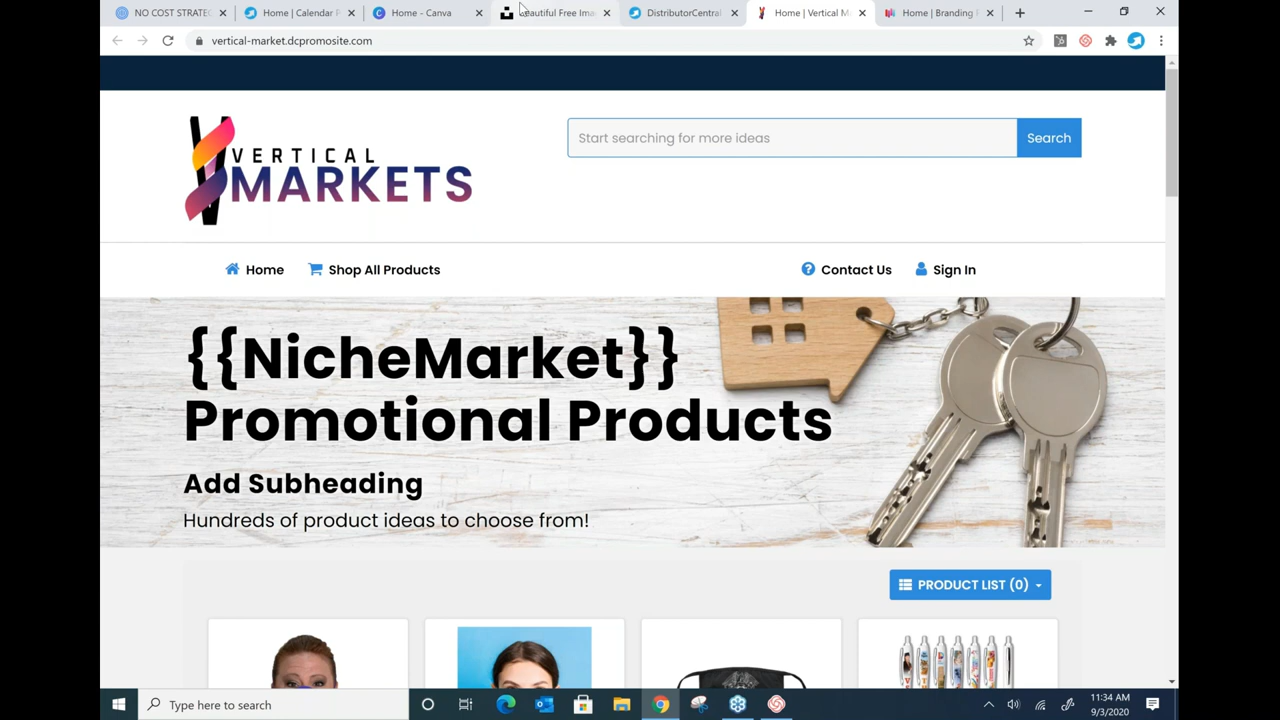 NO COST STRATEG
Home | Calendar P
Home - Canva
Beautiful Free Ima
DistributorCentral
Home | Vertical M
Home | Branding
vertical-market.dcpromosite.com
VERTICAL
MARKETS
Start searching for more ideas
Search
Home
Shop All Products
Contact Us
Sign In
{{NicheMarket}}
Promotional Products
Add Subheading
Hundreds of product ideas to choose from!
PRODUCT LIST (0)
Type here to search
11:34 AM
9/3/2020